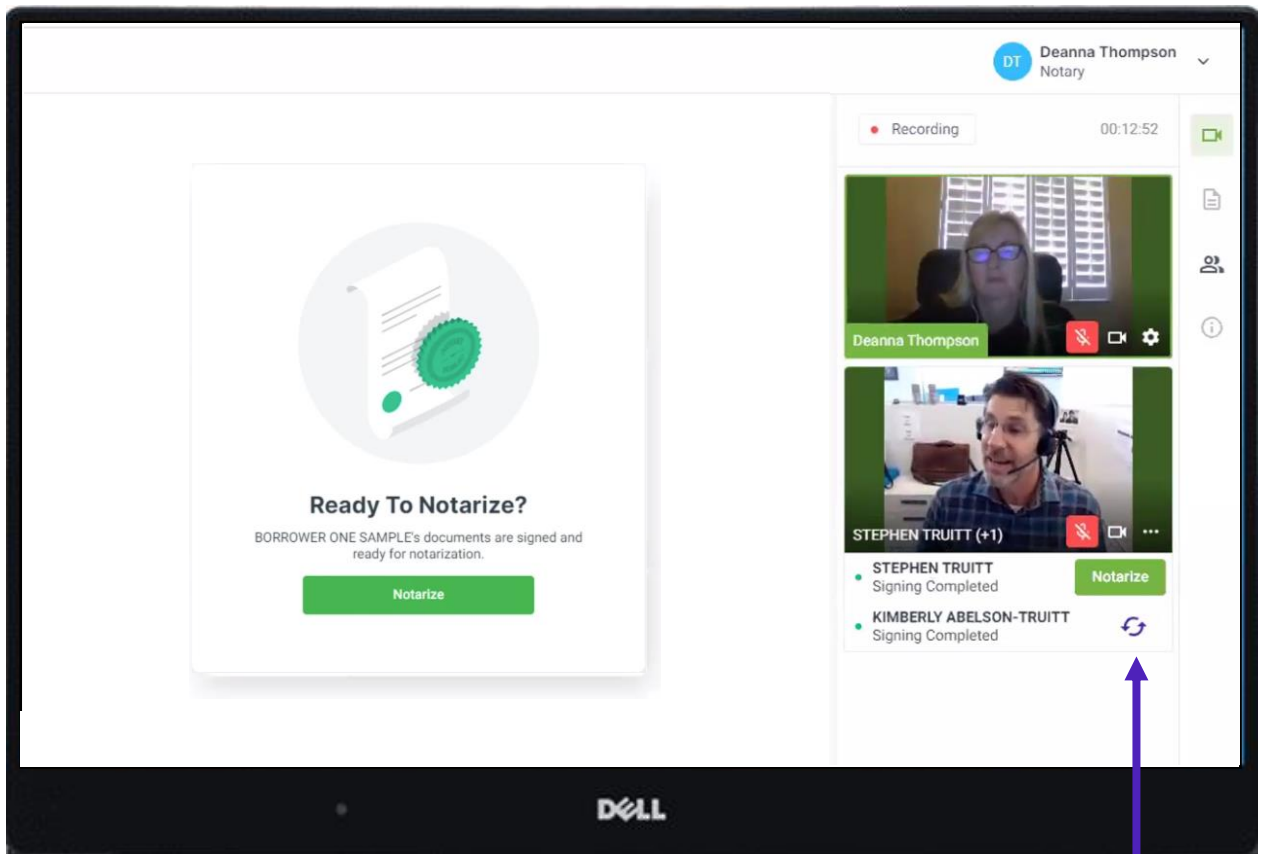 DT
Deanna Thompson
Notary
Recording
00:12:52
Deanna Thompson
STEPHEN TRUITT (+1)
STEPHEN TRUITT
Signing Completed
Notarize
KIMBERLY ABELSON-TRUITT
Signing Completed
Ready To Notarize?
BORROWER ONE SAMPLE's documents are signed and
ready for notarization.
Notarize
DELL